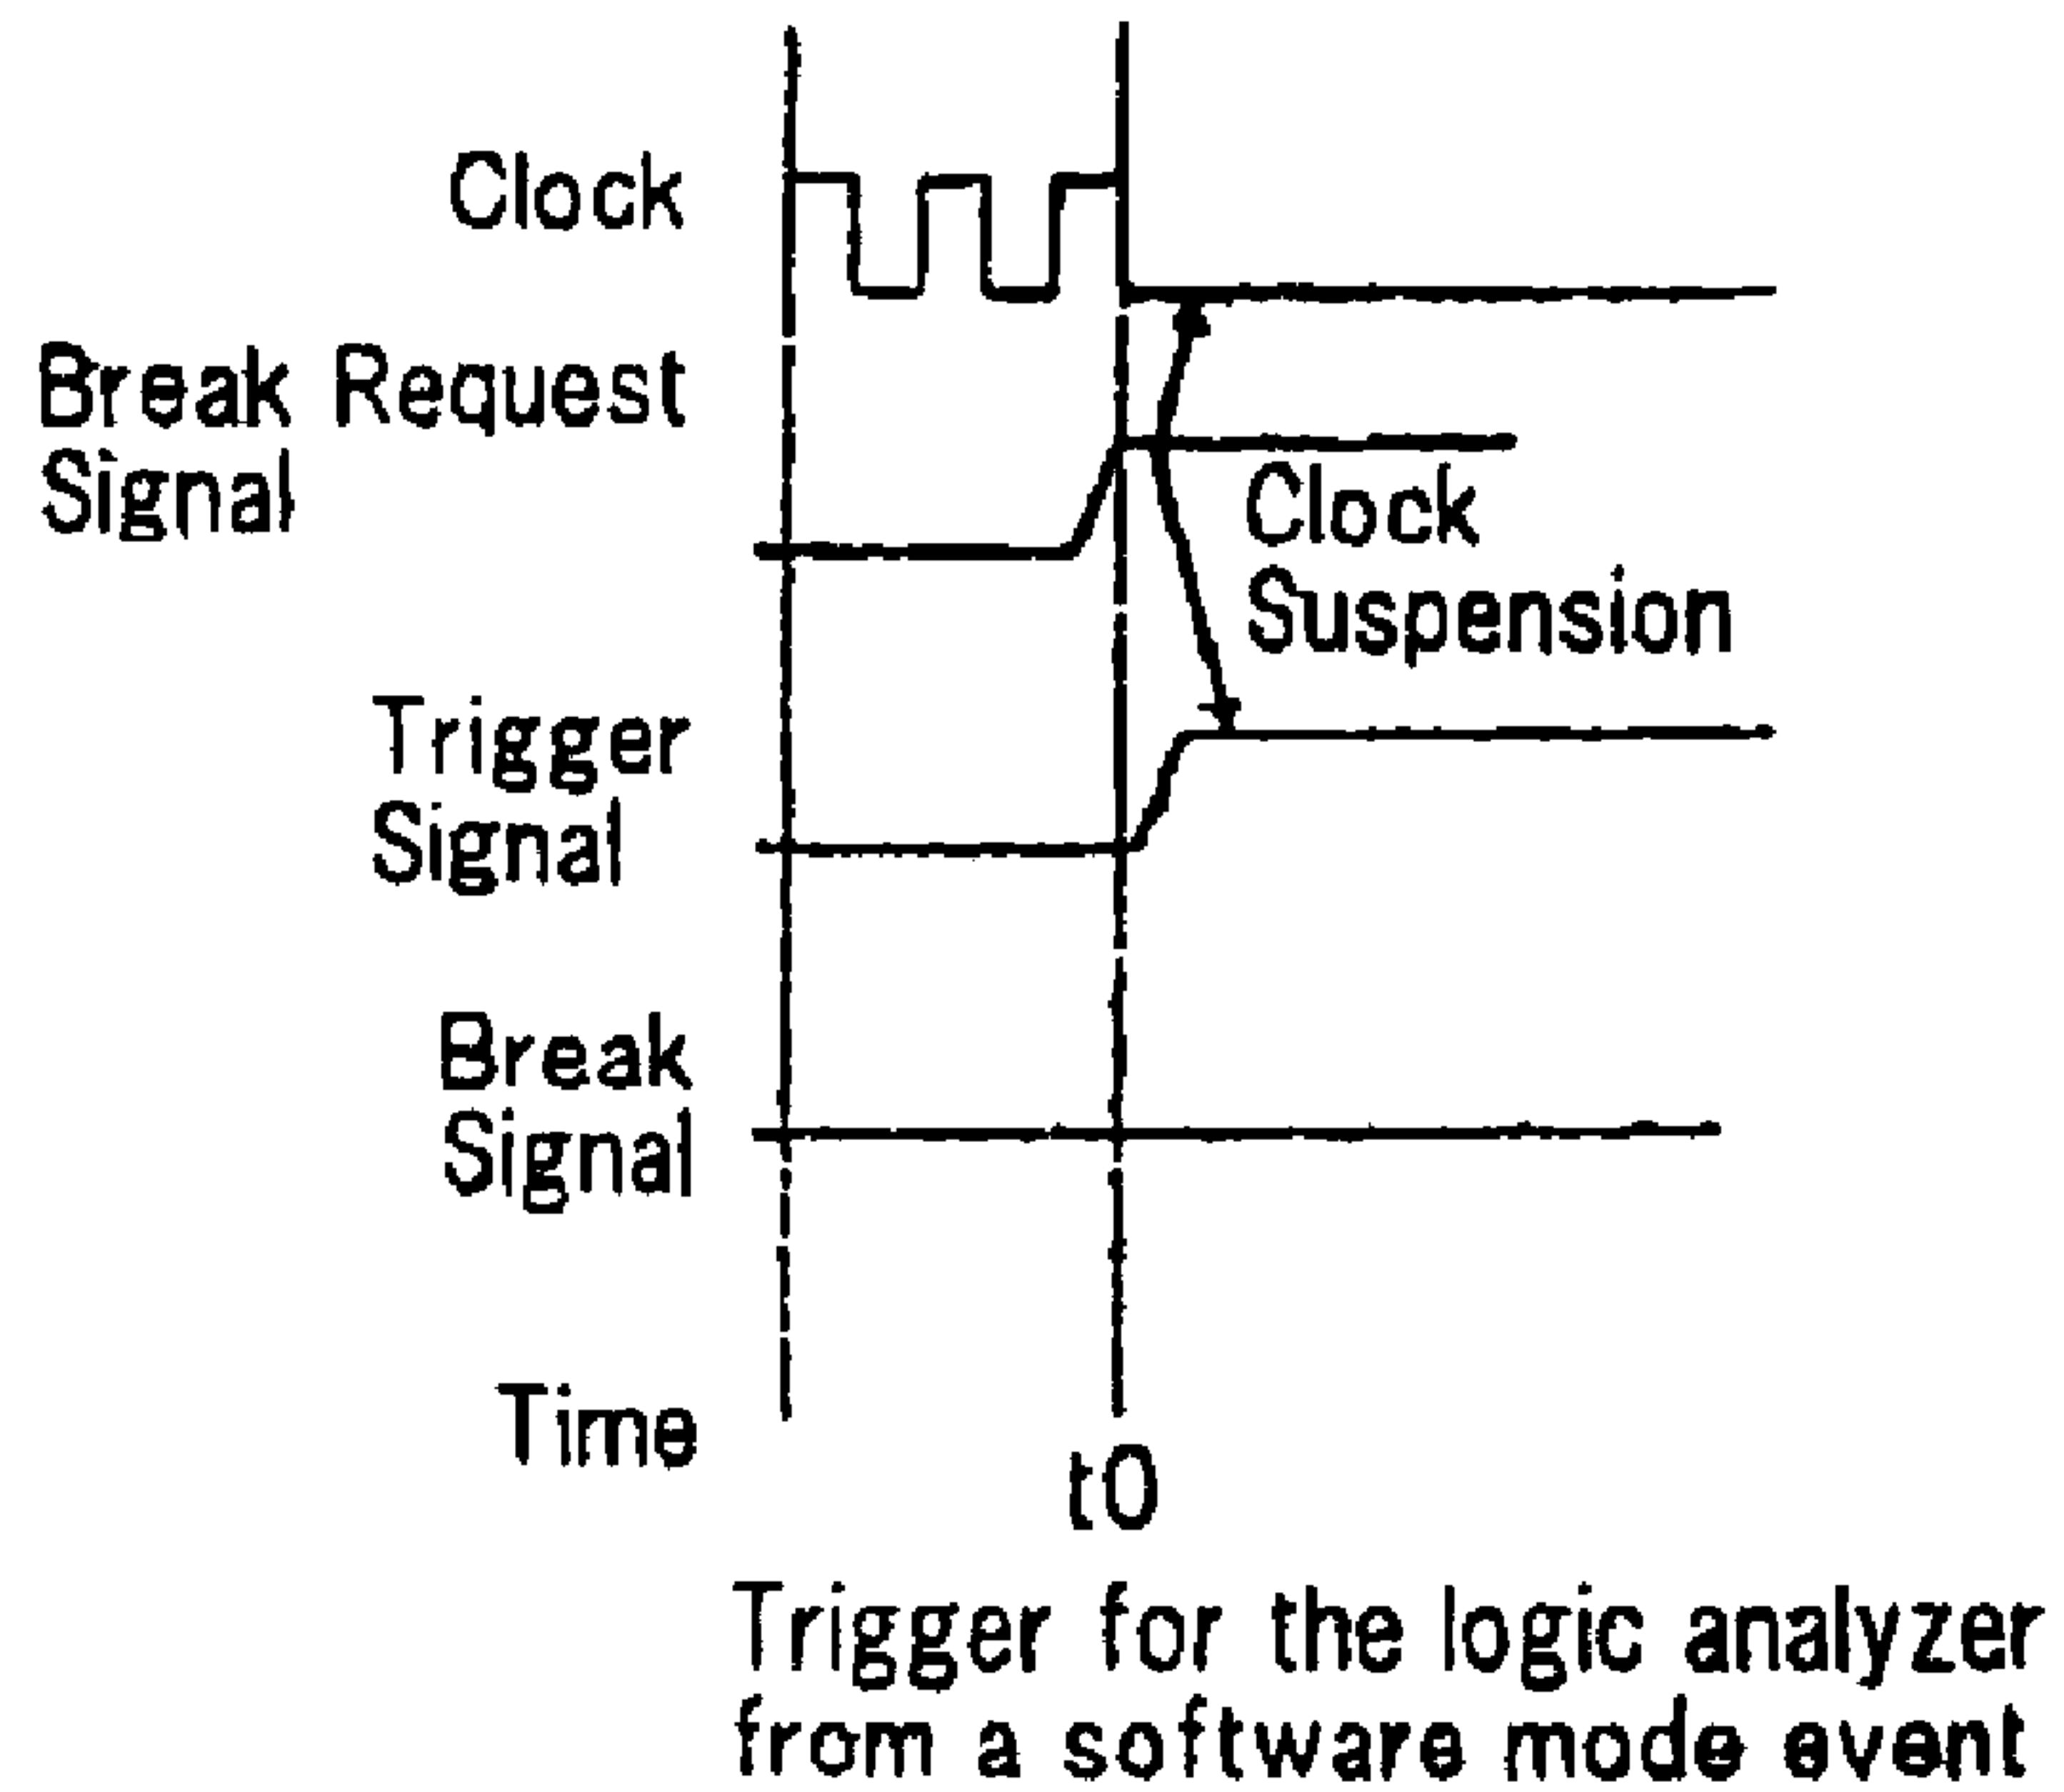 Clock
Break Request
Signal
Clock
Suspension
Trigger
Signal
Break
Signal
Time
t0
Trigger for the logic analyzer
from a software mode event